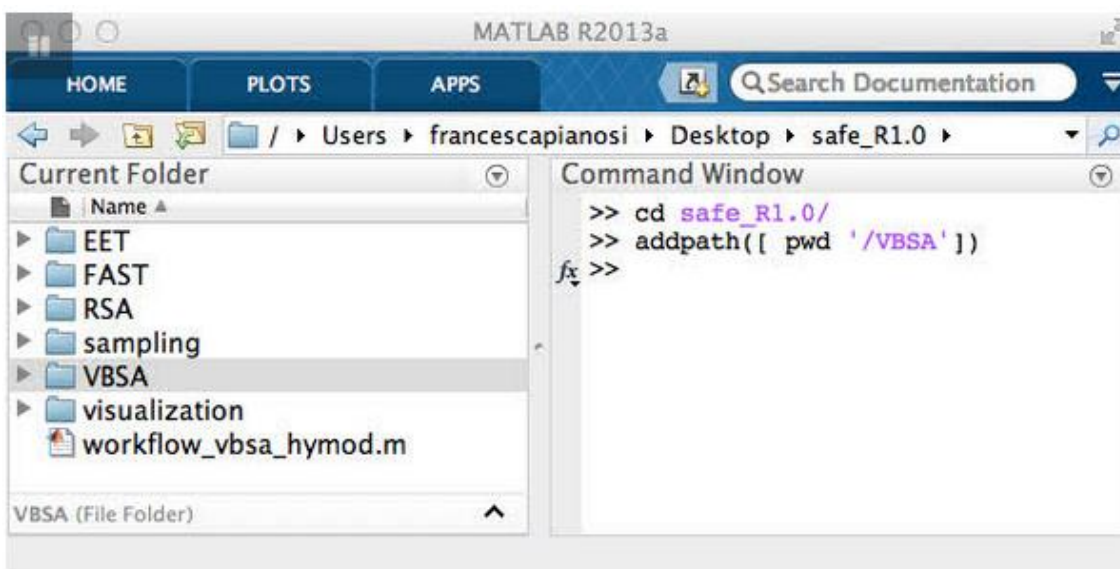 MATLAB R2013a
HOME PLOTS APPS Search Documentation
/ ▸ Users ▸ francescapianosi ▸ Desktop ▸ safe_R1.0 ▸
Current Folder
Name
EET
FAST
RSA
sampling
VBSA
visualization
workflow_vbsa_hymod.m
VBSA (File Folder)
Command Window
>> cd safe_R1.0/
>> addpath([ pwd '/VBSA'])
fx >>